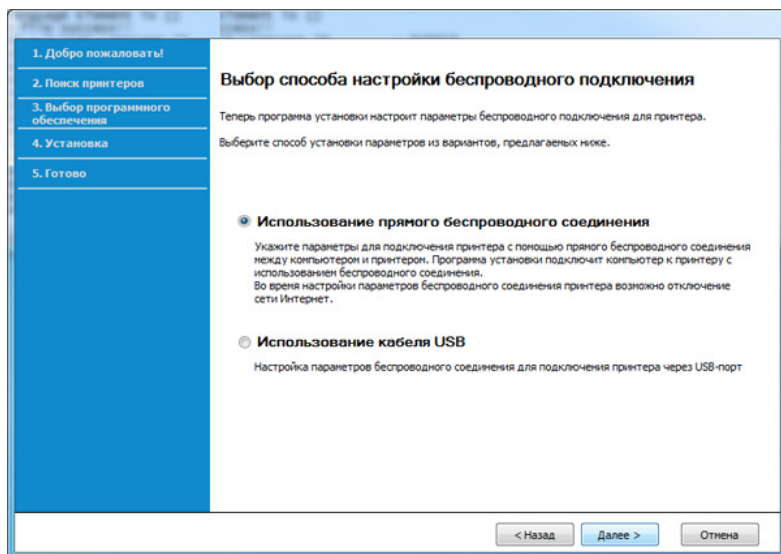 1. Добро пожаловать!
2. Поиск принтеров
3. Выбор программного
обеспечения
4. Установка
5. Готово
Выбор способа настройки беспроводного подключения
Теперь программа установки настроит параметры беспроводного подключения для принтера.
Выберите способ установки параметров из вариантов, предлагаемых ниже.
Использование прямого беспроводного соединения
Укажите параметры для подключения принтера с помощью прямого беспроводного соединения
между компьютером и принтером. Программа установки подключит компьютер к принтеру с
использованием беспроводного соединения.
Во время настройки параметров беспроводного соединения принтера возможно отключение
сети Интернет.
Использование кабеля USB
Настройка параметров беспроводного соединения для подключения принтера через USB-порт
< Назад
Далее >
Отмена